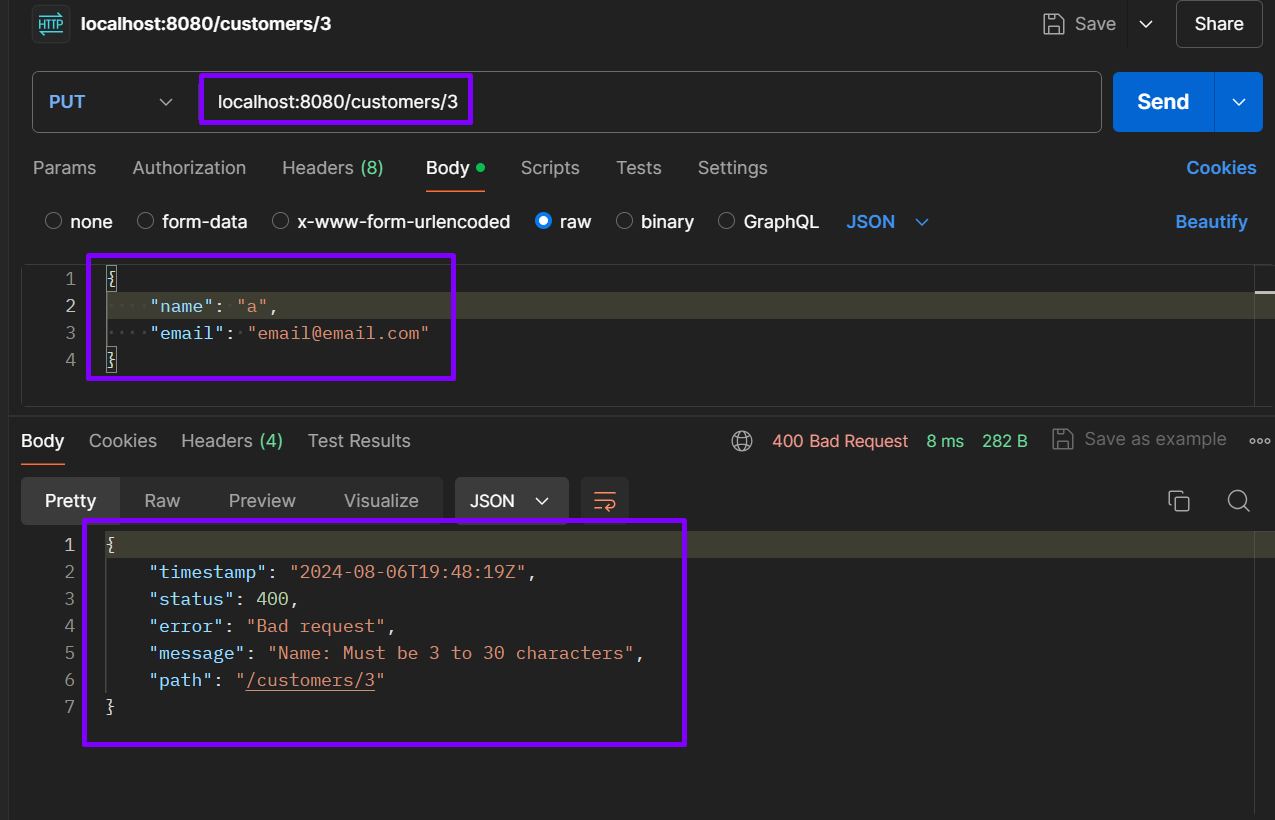 HTTP localhost:8080/customers/3 Save Share
PUT localhost:8080/customers/3 Send
Params Authorization Headers (8) Body Scripts Tests Settings Cookies
none form-data x-www-form-urlencoded raw binary GraphQL JSON Beautify
1 {
2 "name": "a",
3 "email": "email@email.com"
4 }
Body Cookies Headers (4) Test Results 400 Bad Request 8 ms 282 B Save as example
Pretty Raw Preview Visualize JSON
1 {
2 "timestamp": "2024-08-06T19:48:19Z",
3 "status": 400,
4 "error": "Bad request",
5 "message": "Name: Must be 3 to 30 characters",
6 "path": "/customers/3"
7 }